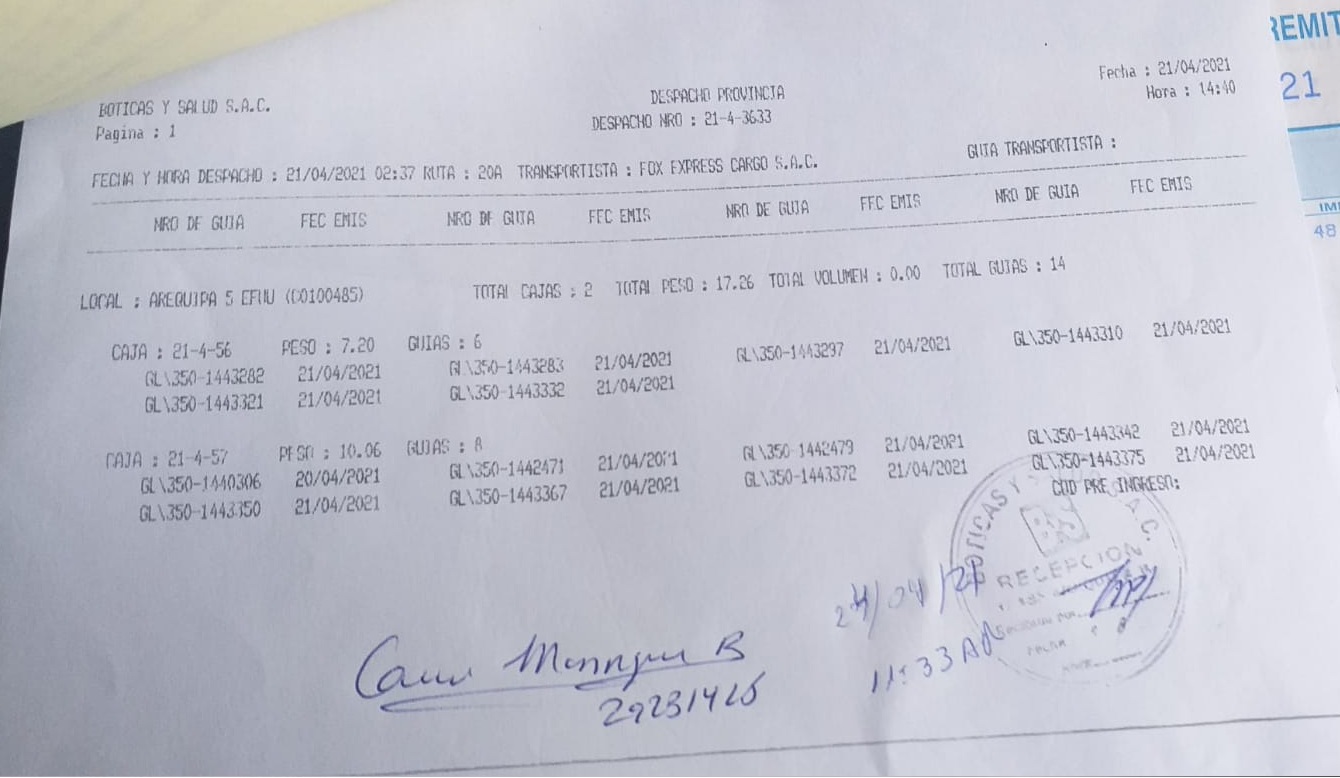 BOTICAS Y SALUD S.A.C.
Pagina : 1
DESPACHO PROVINCIA
DESPACHO NRO : 21-4-3633
Fecha : 21/04/2021
Hora : 14:40
FECHA Y HORA DESPACHO : 21/04/2021 02:37 RUTA : 20A TRANSPORTISTA : FOX EXPRESS CARGO S.A.C. GUIA TRANSPORTISTA :
NRO DE GUIA FEC EMIS NRO DE GUIA FEC EMIS NRO DE GUIA FEC EMIS NRO DE GUIA FEC EMIS
LOCAL : AREQUIPA 5 (C0100485) TOTAL CAJAS : 2 TOTAL PESO : 17.26 TOTAL VOLUMEN : 0.00 TOTAL GUIAS : 14
CAJA : 21-4-56 PESO : 7.20 GUIAS : 6
GL\350-1443282 21/04/2021 GL\350-1443283 21/04/2021 GL\350-1443297 21/04/2021 GL\350-1443310 21/04/2021
GL\350-1443321 21/04/2021 GL\350-1443332 21/04/2021
CAJA : 21-4-57 PESO : 10.06 GUIAS : 8
GL\350-1440306 20/04/2021 GL\350-1442471 21/04/2021 GL\350-1442479 21/04/2021 GL\350-1443342 21/04/2021
GL\350-1443350 21/04/2021 GL\350-1443367 21/04/2021 GL\350-1443372 21/04/2021 GL\350-1443375 21/04/2021
COD PRE INGRESO:
BOTICAS Y
A.C.
RECEPCION
24/04/21
11:33 AM
B
29231425
REMIT
21
IMI
48